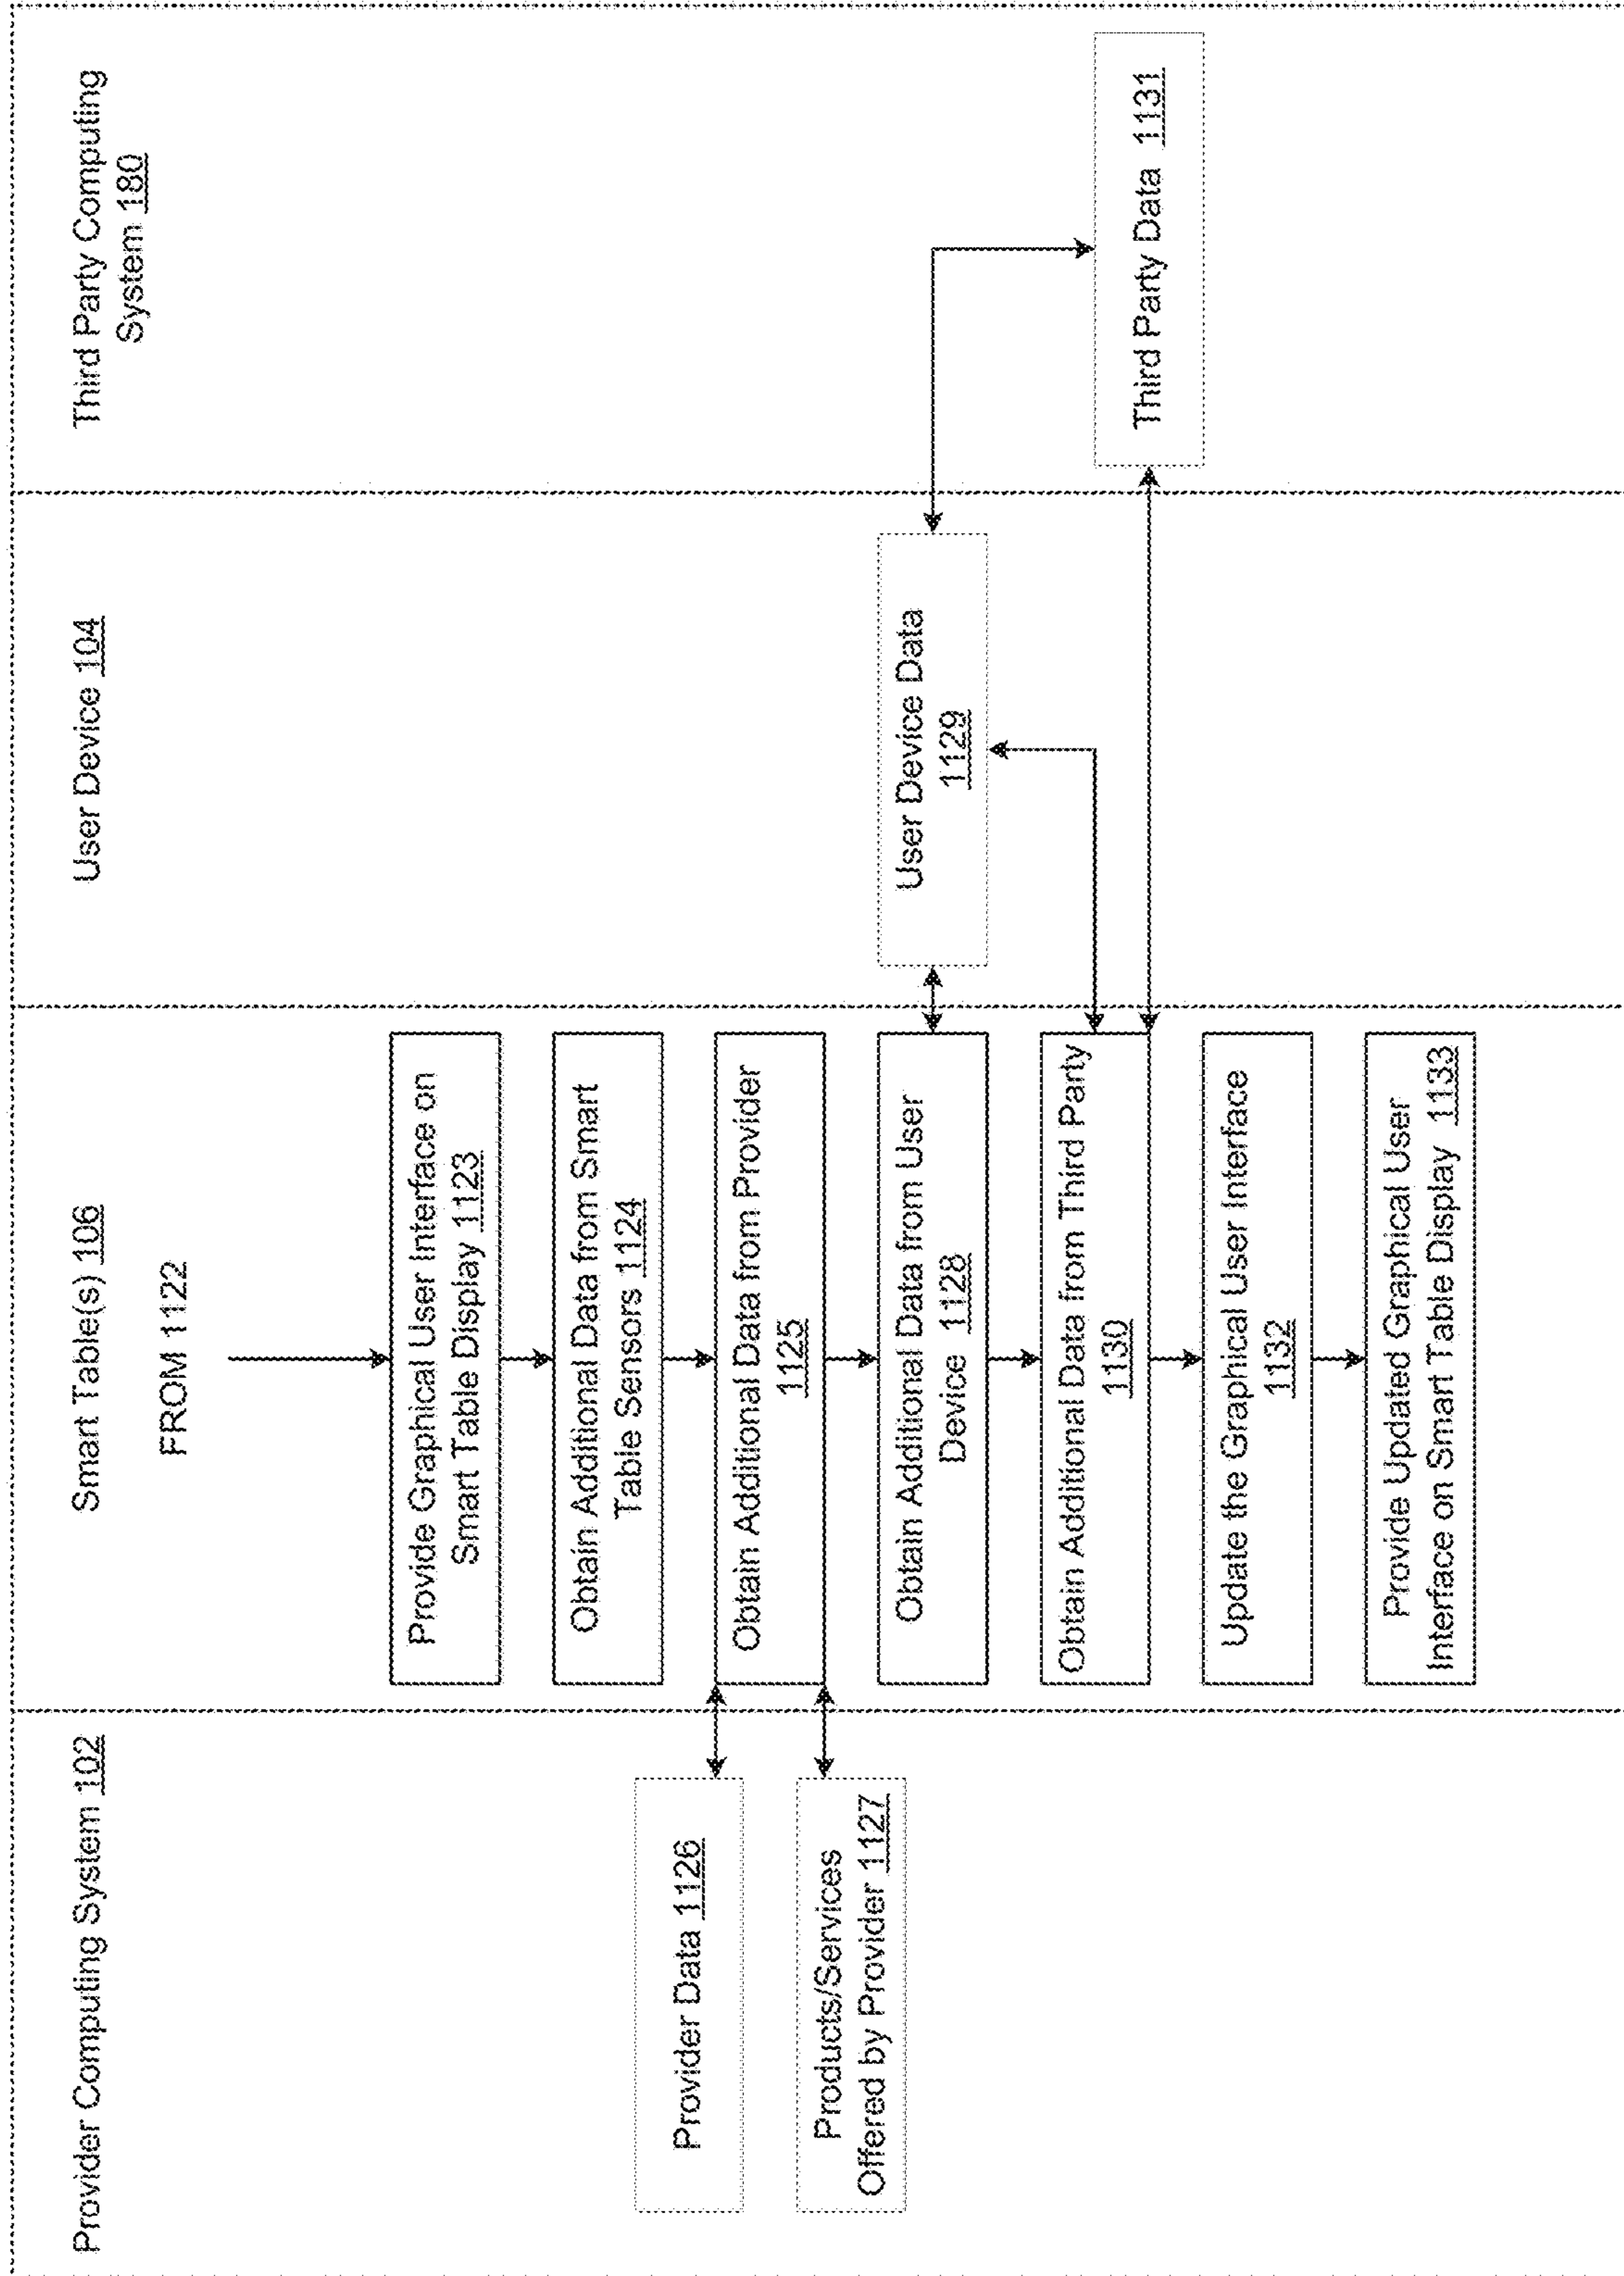 Provider Computing System 102
Smart Table(s) 106
User Device 104
Third Party Computing
System 180
FROM 1122
Provide Graphical User Interface on
Smart Table Display 1123
Obtain Additional Data from Smart
Table Sensors 1124
Provider Data 1126
Obtain Additional Data from Provider
1125
Products/Services
Offered by Provider 1127
Obtain Additional Data from User
Device 1128
User Device Data
1129
Obtain Additional Data from Third Party
1130
Third Party Data 1131
Update the Graphical User Interface
1132
Provide Updated Graphical User
Interface on Smart Table Display 1133